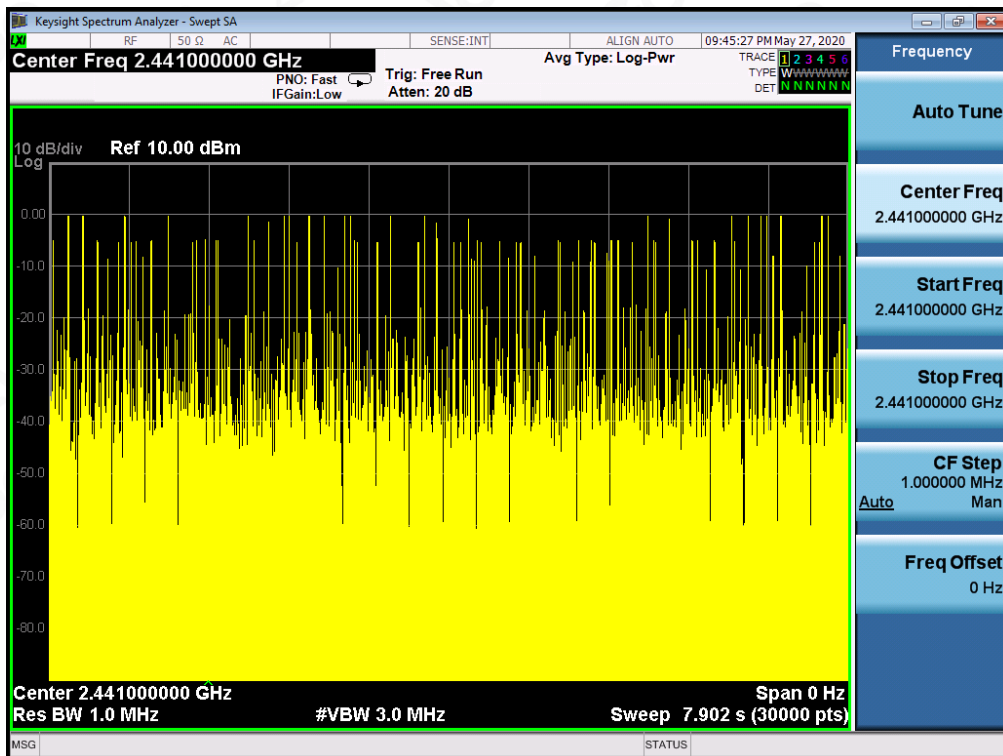 Keysight Spectrum Analyzer - Swept SA
LXI RF 50 Ω AC SENSE:INT ALIGN AUTO 09:45:27 PM May 27, 2020
Center Freq 2.441000000 GHz
PNO: Fast
IFGain:Low
Trig: Free Run
Atten: 20 dB
Avg Type: Log-Pwr
TRACE 1 2 3 4 5 6
TYPE WWWWWW
DET N N N N N N
10 dB/div Ref 10.00 dBm
Log
0.00
-10.0
-20.0
-30.0
-40.0
-50.0
-60.0
-70.0
-80.0
Center 2.441000000 GHz Span 0 Hz
Res BW 1.0 MHz #VBW 3.0 MHz Sweep 7.902 s (30000 pts)
MSG STATUS
Frequency
Auto Tune
Center Freq
2.441000000 GHz
Start Freq
2.441000000 GHz
Stop Freq
2.441000000 GHz
CF Step
1.000000 MHz
Auto Man
Freq Offset
0 Hz